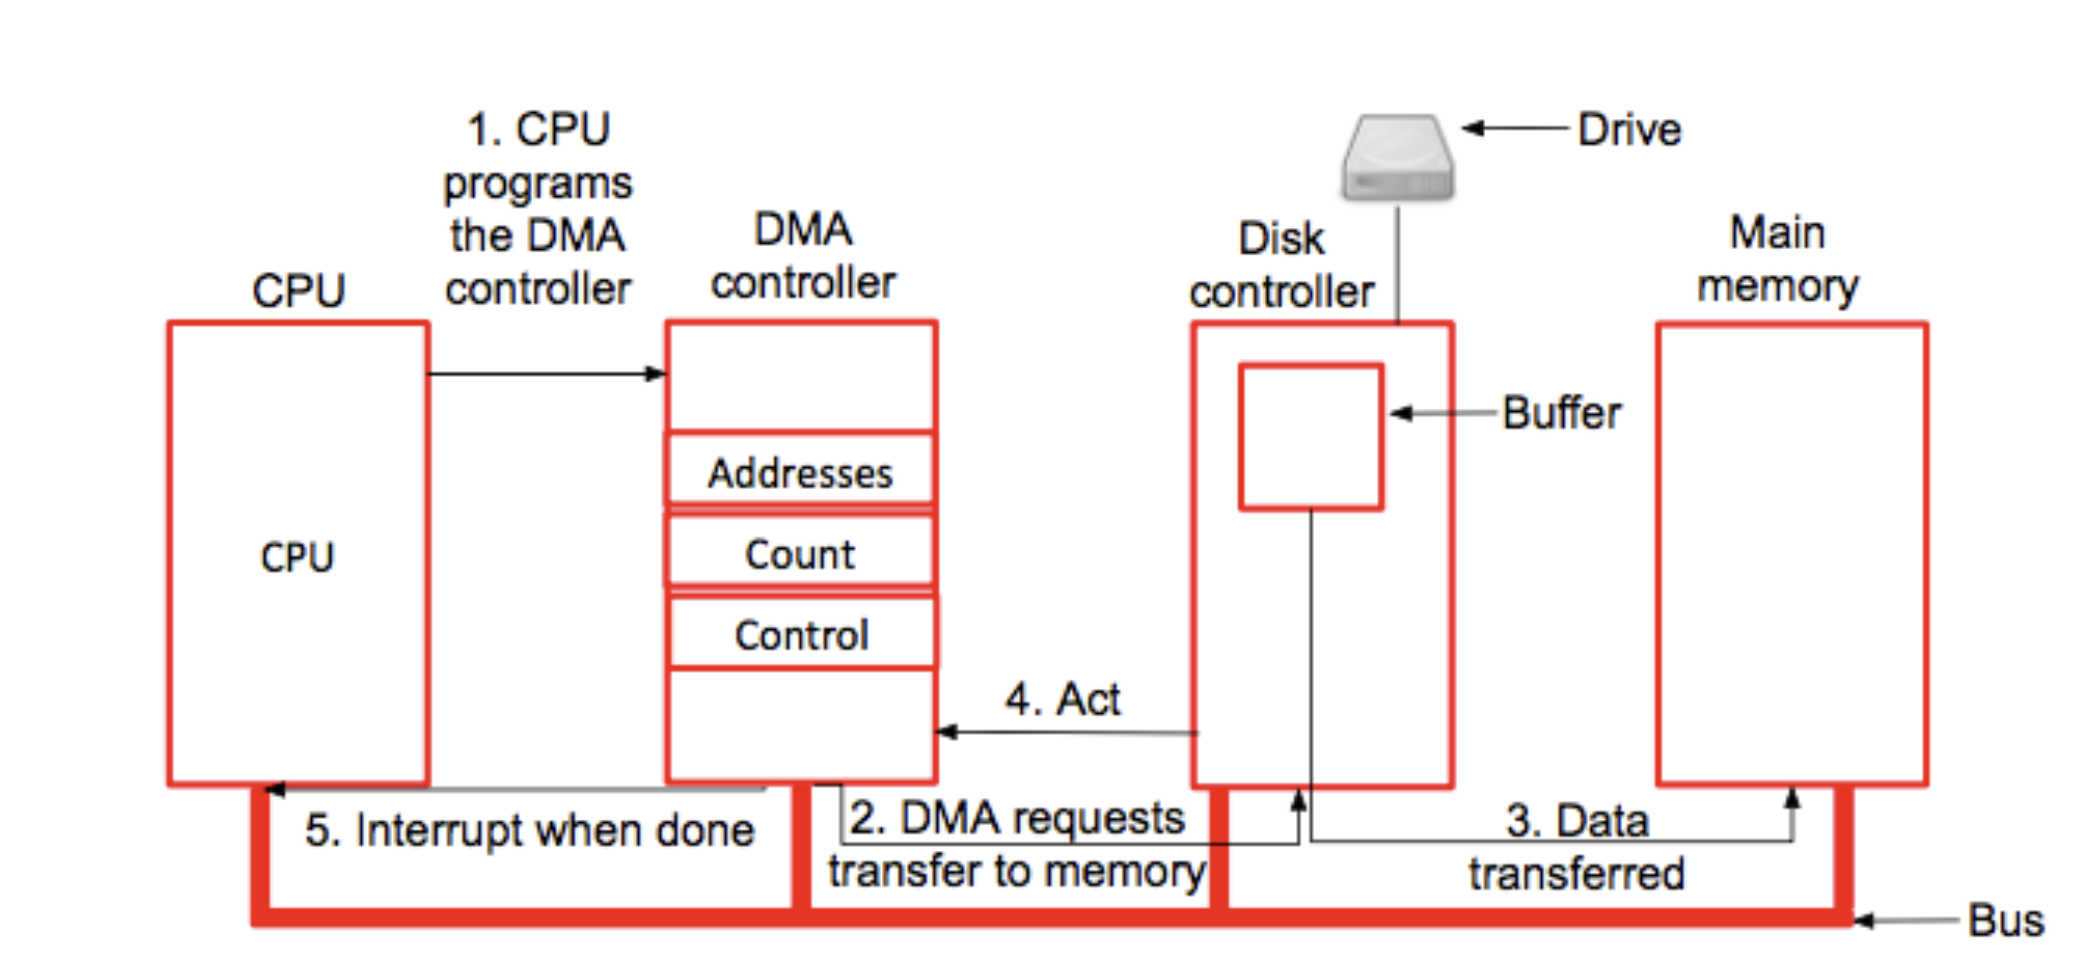 1. CPU
programs
the DMA
controller
CPU
DMA
controller
Drive
Disk
controller
Main
memory
Buffer
Addresses
Count
Control
CPU
4. Act
5. Interrupt when done
2. DMA requests
transfer to memory
3. Data
transferred
Bus